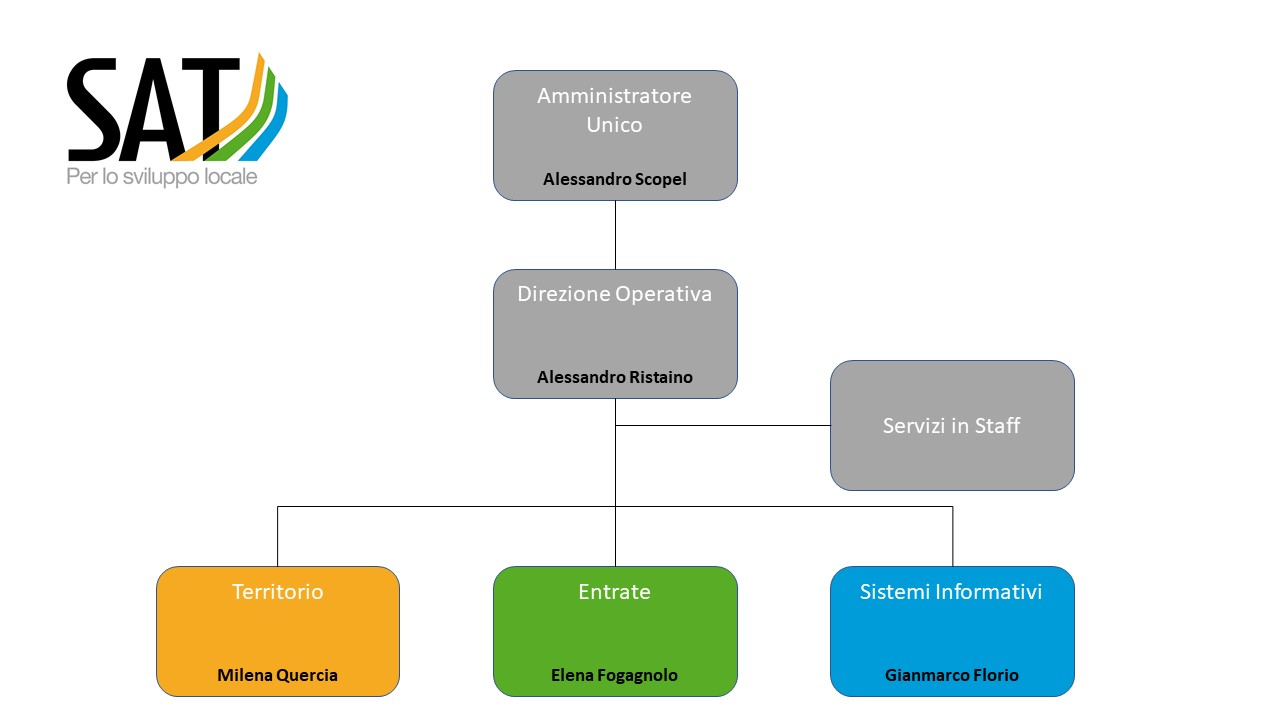 SAT
Per lo sviluppo locale
Amministratore
Unico
Alessandro Scopel
Direzione Operativa
Alessandro Ristaino
Servizi in Staff
Territorio
Milena Quercia
Entrate
Elena Fogagnolo
Sistemi Informativi
Gianmarco Florio